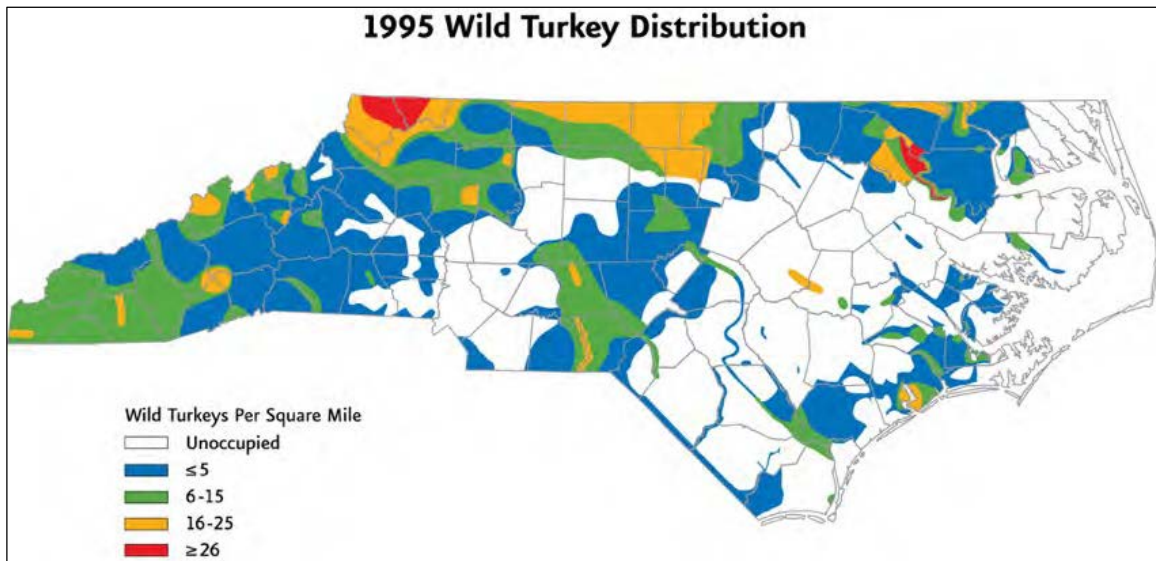 1995 Wild Turkey Distribution
Wild Turkeys Per Square Mile
Unoccupied
≤5
6-15
16-25
≥26